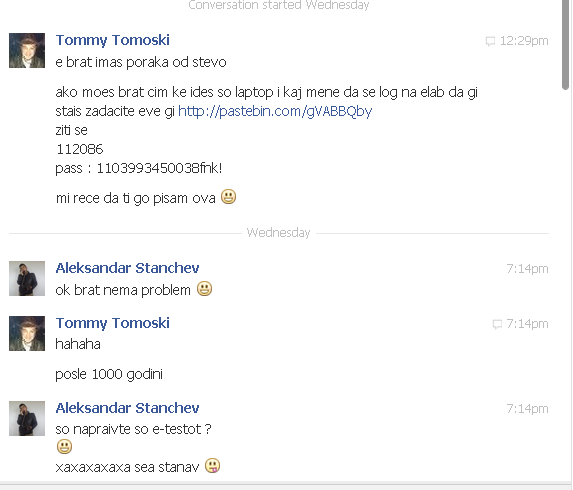 Conversation started Wednesday
Tommy Tomoski 12:29pm
e brat imas poraka od stevo
ako moes brat cim ke ides so laptop i kaj mene da se log na elab da gi
stais zadacite eve gi http://pastebin.com/gVABBQby
ziti se
112086
pass : 1103993450038fnk!
mi rece da ti go pisam ova
Wednesday
Aleksandar Stanchev 7:14pm
ok brat nema problem
Tommy Tomoski 7:14pm
hahaha
posle 1000 godini
Aleksandar Stanchev 7:14pm
so napraivte so e-testot ?
xaxaxaxaxa sea stanav